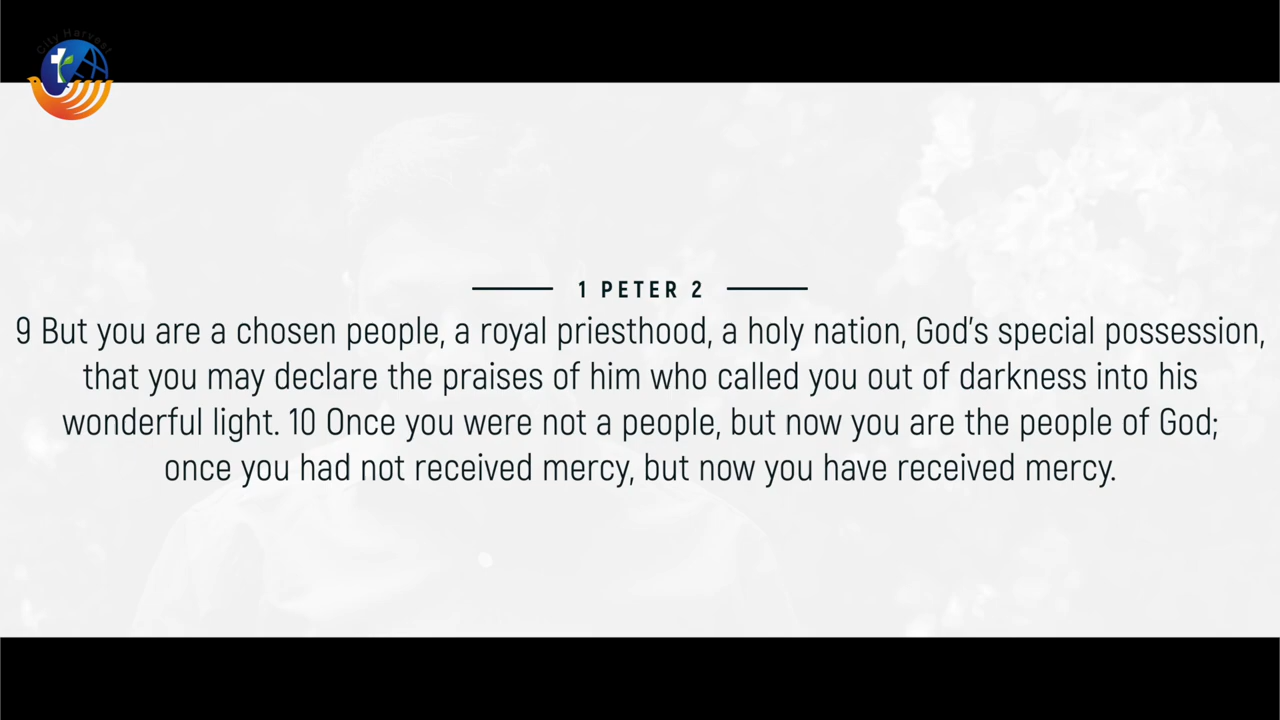 City Harvest
1 PETER 2
9 But you are a chosen people, a royal priesthood, a holy nation, God's special possession,
that you may declare the praises of him who called you out of darkness into his
wonderful light. 10 Once you were not a people, but now you are the people of God;
once you had not received mercy, but now you have received mercy.